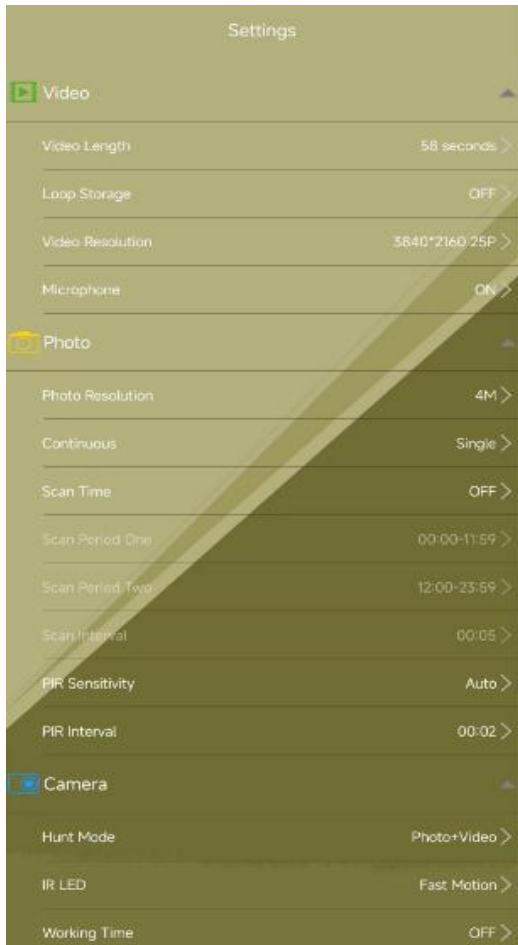 Settings
Video
Video Length 58 seconds
Loop Storage OFF
Video Resolution 3840*2160 25P
Microphone ON
Photo
Photo Resolution 4M
Continuous Single
Scan Time OFF
Scan Period One 00:00-11:59
Scan Period Two 12:00-23:59
Scan Interval 00:05
PIR Sensitivity Auto
PIR Interval 00:02
Camera
Hunt Mode Photo+Video
IR LED Fast Motion
Working Time OFF